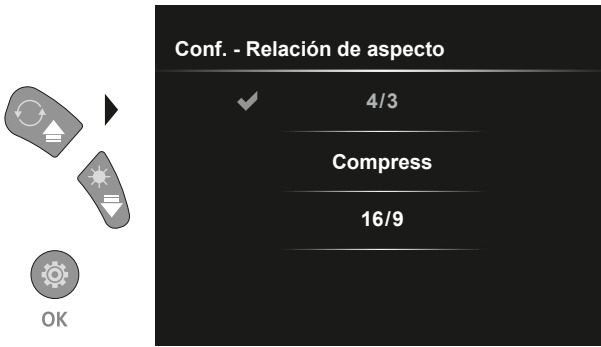 Conf. - Relación de aspecto
4/3
Compress
16/9
OK